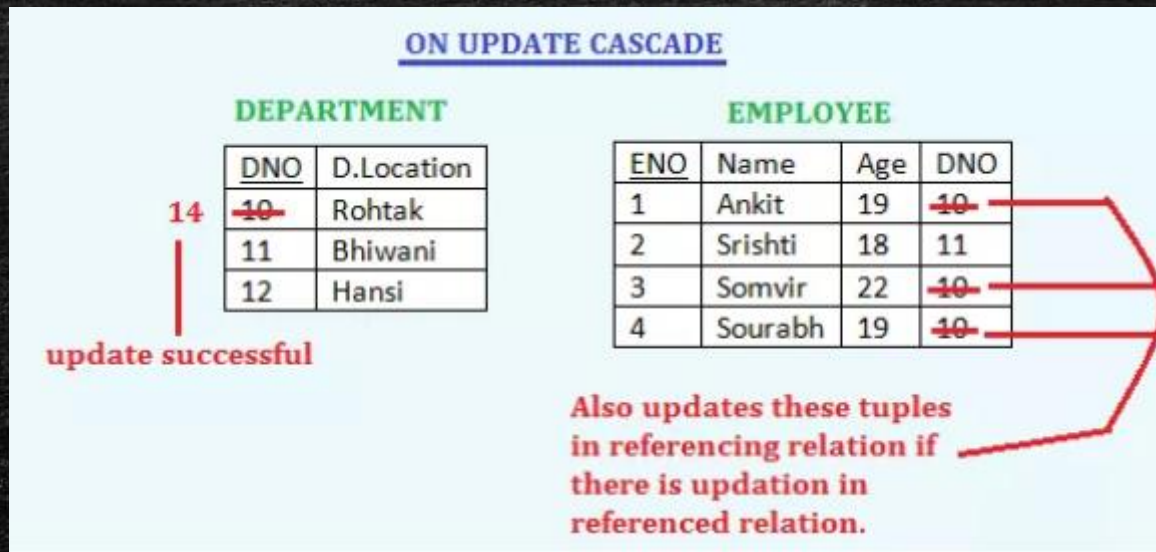 ON UPDATE CASCADE
DEPARTMENT
DNO D.Location
14 10 Rohtak
11 Bhiwani
12 Hansi
update successful
EMPLOYEE
ENO Name Age DNO
1 Ankit 19 10
2 Srishti 18 11
3 Somvir 22 10
4 Sourabh 19 10
Also updates these tuples
in referencing relation if
there is updation in
referenced relation.